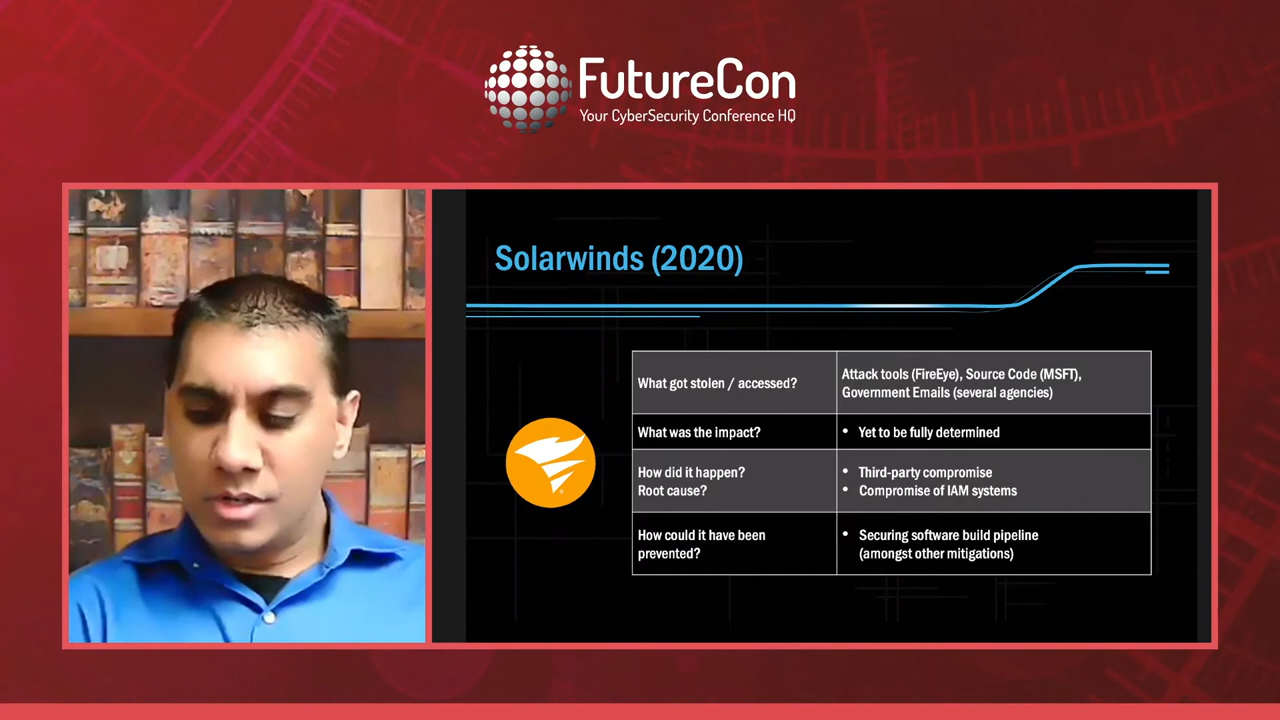 FutureCon
Your CyberSecurity Conference HQ
Solarwinds (2020)
What got stolen / accessed?
Attack tools (FireEye), Source Code (MSFT),
Government Emails (several agencies)
What was the impact?
• Yet to be fully determined
How did it happen?
Root cause?
• Third-party compromise
• Compromise of IAM systems
How could it have been
prevented?
• Securing software build pipeline
(amongst other mitigations)